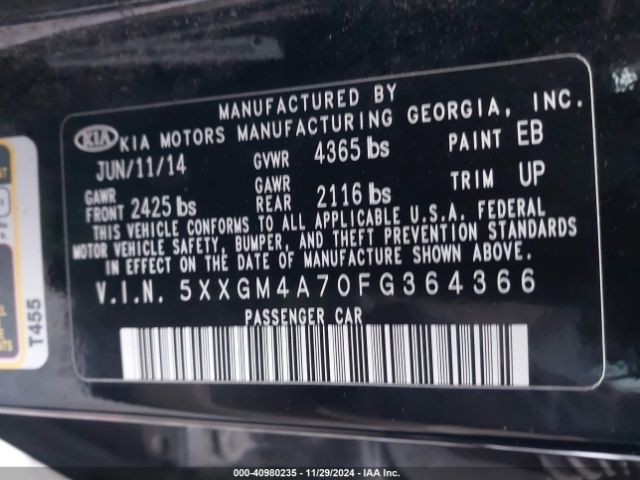 MANUFACTURED BY
KIA KIA MOTORS MANUFACTURING GEORGIA, INC.
JUN/11/14 GVWR 4365 lbs PAINT EB
GAWR FRONT 2425 lbs GAWR REAR 2116 lbs TRIM UP
THIS VEHICLE CONFORMS TO ALL APPLICABLE U.S.A. FEDERAL
MOTOR VEHICLE SAFETY, BUMPER, AND THEFT PREVENTION STANDARDS
IN EFFECT ON THE DATE OF MANUFACTURE SHOWN ABOVE.
V.I.N. 5XXGM4A70FG364366
PASSENGER CAR
T455
000-40980235 - 11/29/2024 - IAAI.COM